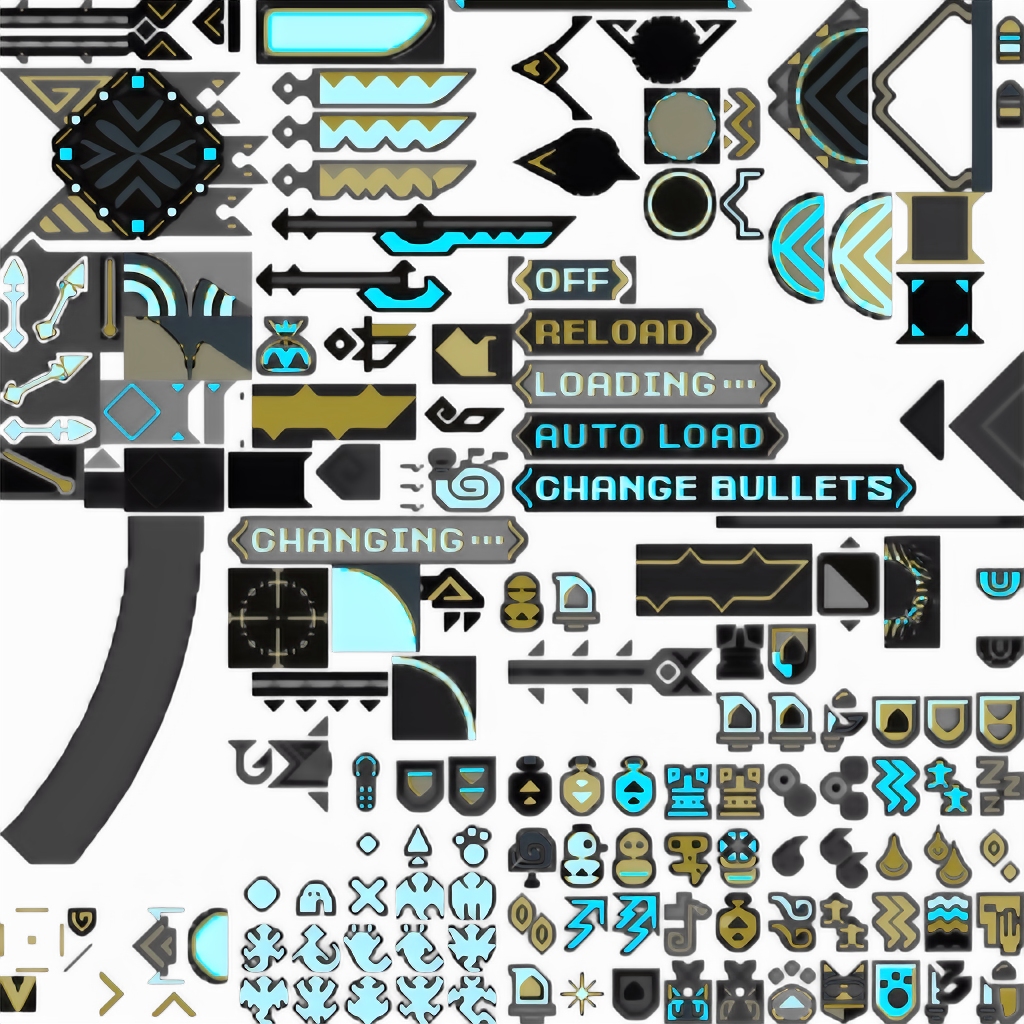 OFF
RELOAD
LOADING···
AUTO LOAD
CHANGE BULLETS
CHANGING···